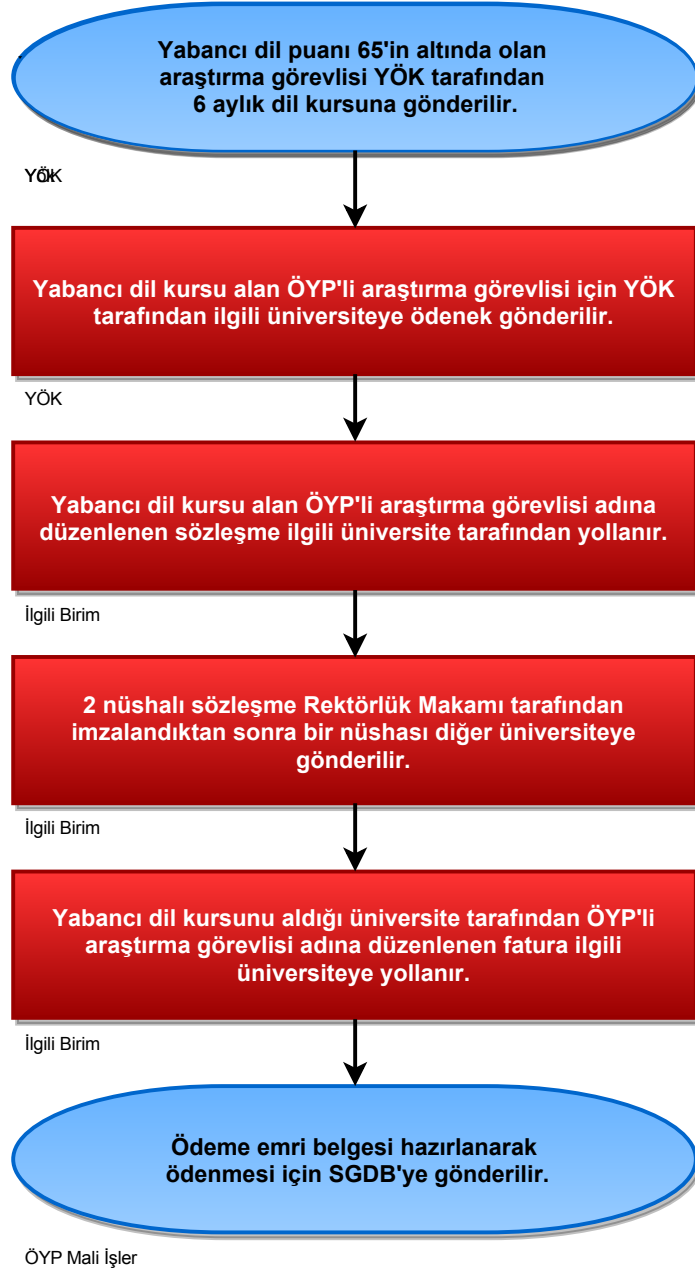 Yabancı dil puanı 65'in altında olan
araştırma görevlisi YÖK tarafından
6 aylık dil kursuna gönderilir.
YÖK
Yabancı dil kursu alan ÖYP'li araştırma görevlisi için YÖK
tarafından ilgili üniversiteye ödenek gönderilir.
YÖK
Yabancı dil kursu alan ÖYP'li araştırma görevlisi adına
düzenlenen sözleşme ilgili üniversite tarafından yollanır.
İlgili Birim
2 nüshalı sözleşme Rektörlük Makamı tarafından
imzalandıktan sonra bir nüshası diğer üniversiteye
gönderilir.
İlgili Birim
Yabancı dil kursunu aldığı üniversite tarafından ÖYP'li
araştırma görevlisi adına düzenlenen fatura ilgili
üniversiteye yollanır.
İlgili Birim
Ödeme emri belgesi hazırlanarak
ödenmesi için SGDB'ye gönderilir.
ÖYP Mali İşler